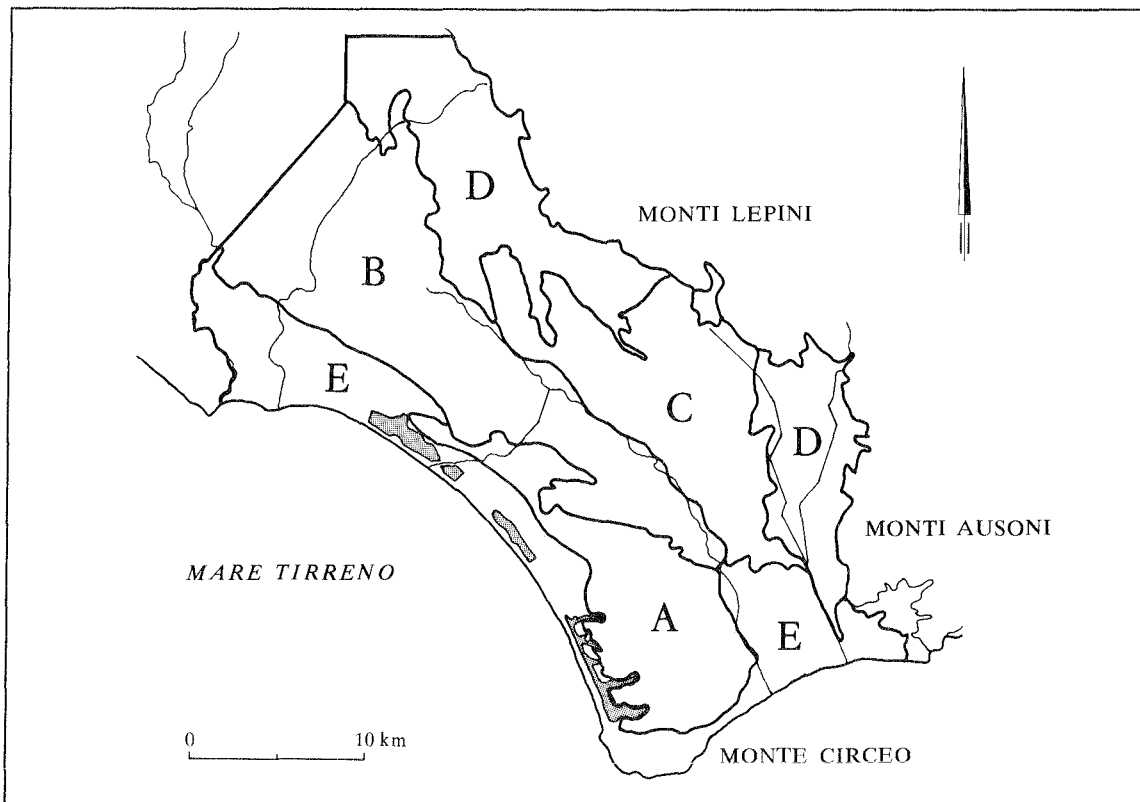 D
MONTI LEPINI
B
E
C
D
MONTI AUSONI
MARE TIRRENO
A
E
0 10 km
MONTE CIRCEO